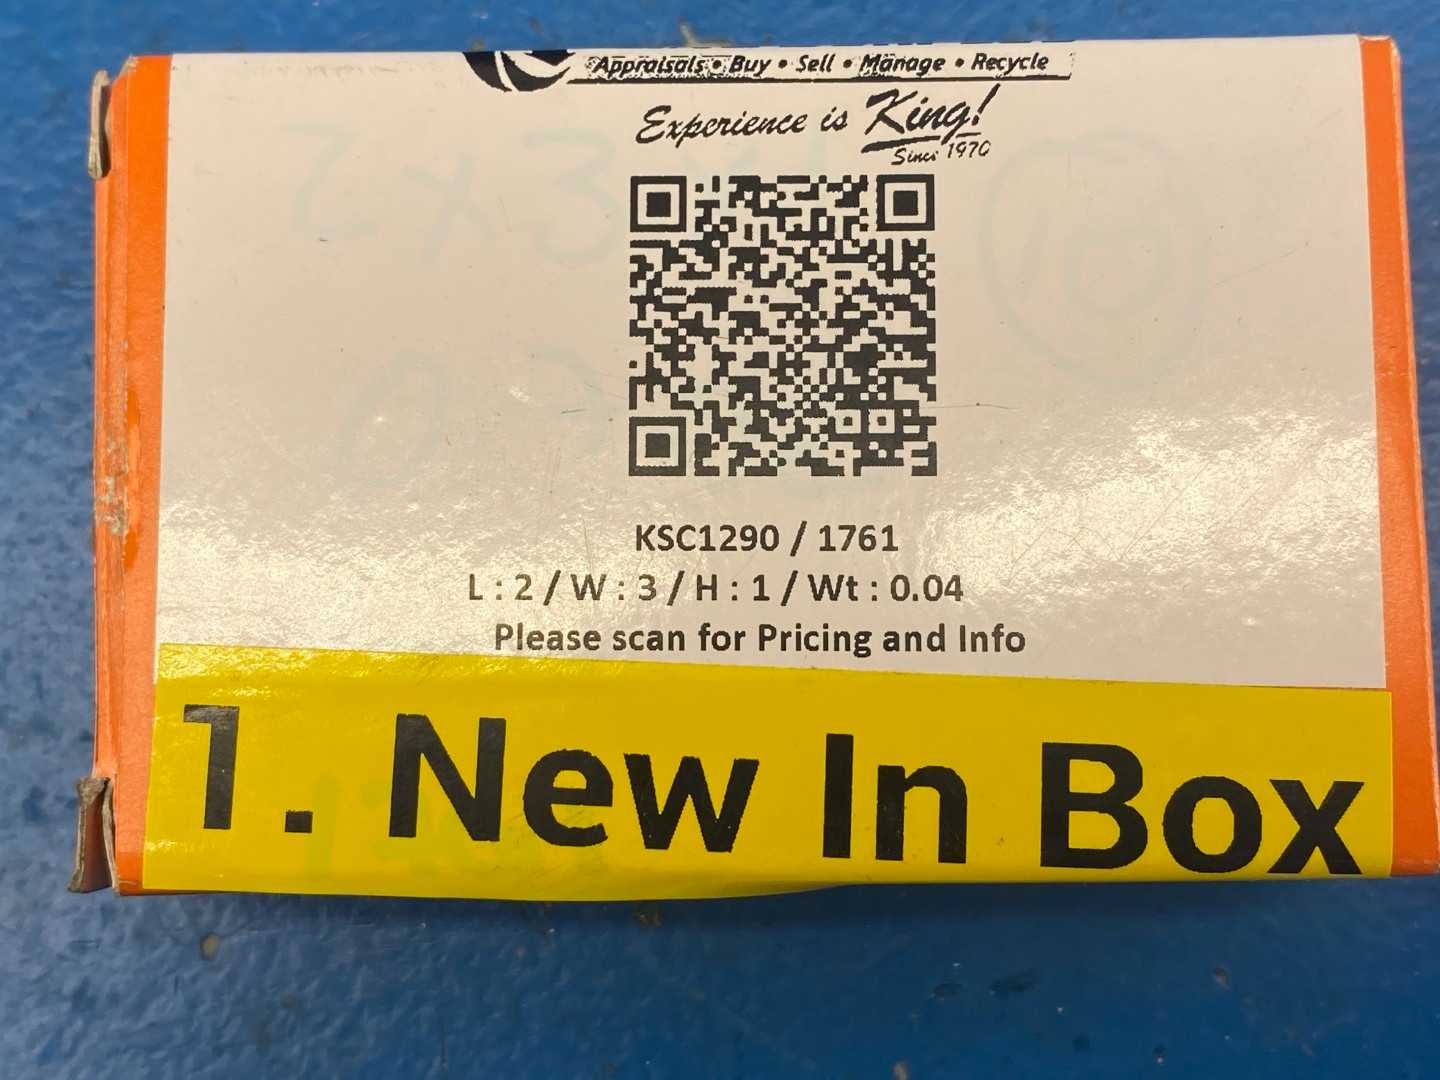 Appraisals • Buy • Sell • Manage • Recycle
Experience is King!
Since 1970
KSC1290 / 1761
L : 2 / W : 3 / H : 1 / Wt : 0.04
Please scan for Pricing and Info
1. New In Box